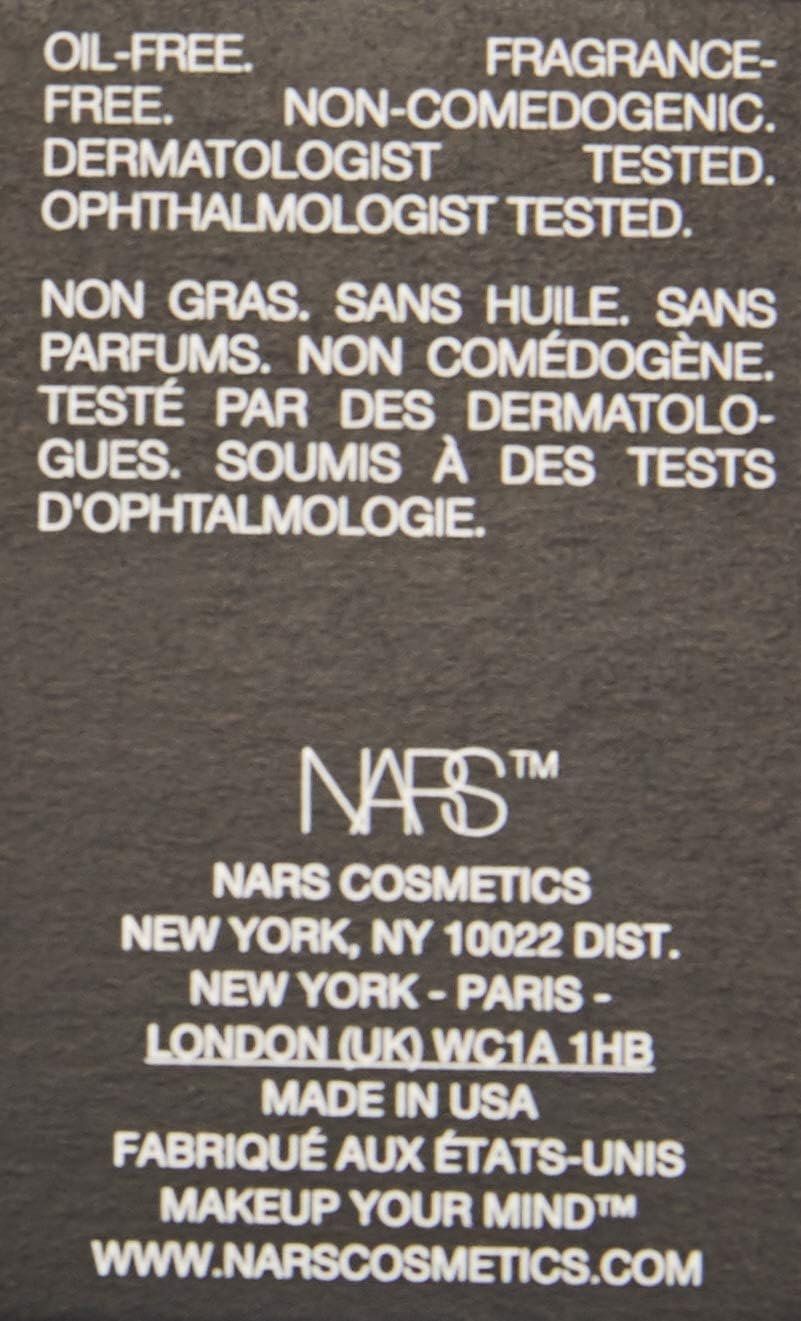 OIL-FREE. FRAGRANCE-
FREE. NON-COMEDOGENIC.
DERMATOLOGIST TESTED.
OPHTHALMOLOGIST TESTED.
NON GRAS. SANS HUILE. SANS
PARFUMS. NON COMÉDOGÈNE.
TESTÉ PAR DES DERMATOLO-
GUES. SOUMIS À DES TESTS
D'OPHTALMOLOGIE.
NARS™
NARS COSMETICS
NEW YORK, NY 10022 DIST.
NEW YORK - PARIS -
LONDON (UK) WC1A 1HB
MADE IN USA
FABRIQUÉ AUX ÉTATS-UNIS
MAKEUP YOUR MIND™
WWW.NARSCOSMETICS.COM